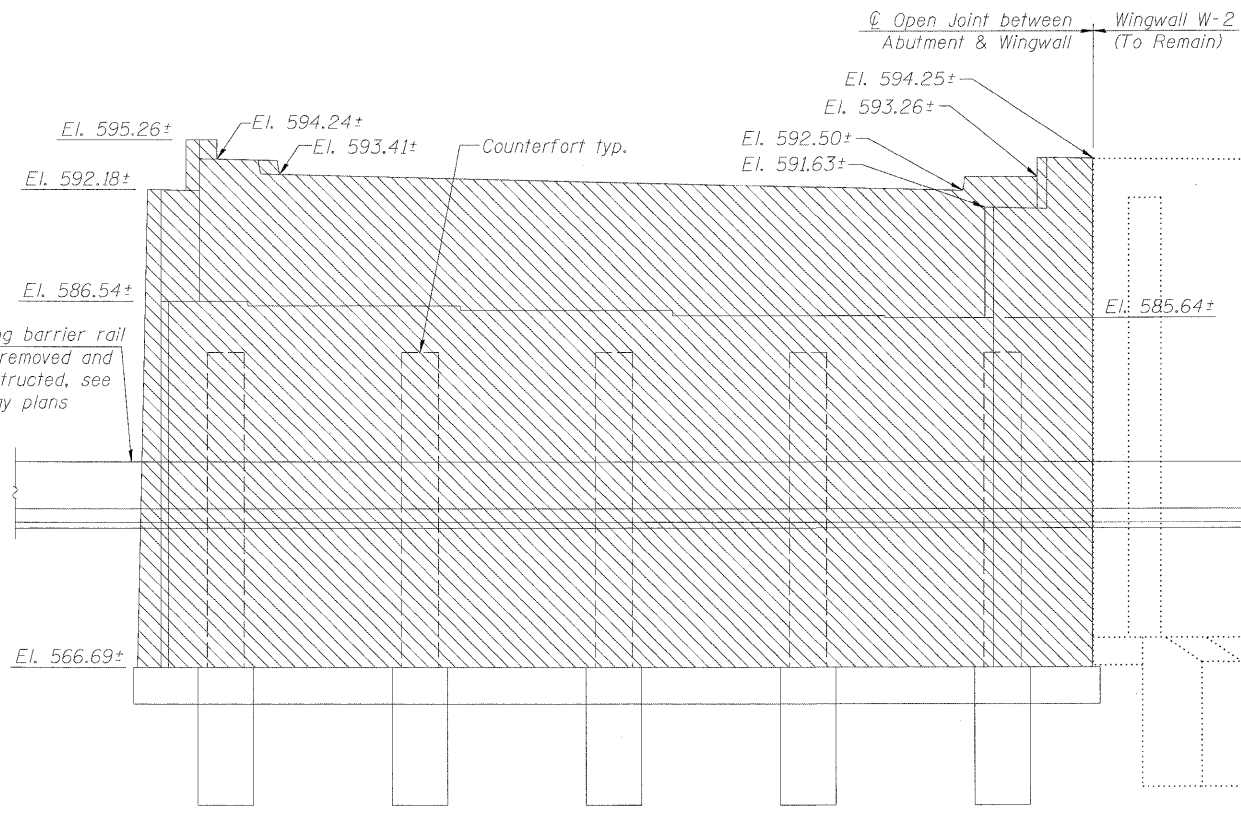 ℄ Open Joint between
Abutment & Wingwall
Wingwall W-2
(To Remain)
El. 594.25±
El. 593.26±
El. 592.50±
El. 591.63±
El. 595.26±
El. 594.24±
El. 593.41±
Counterfort typ.
El. 592.18±
El. 586.54±
El. 585.64±
g barrier rail
removed and
tructed, see
y plans
El. 566.69±